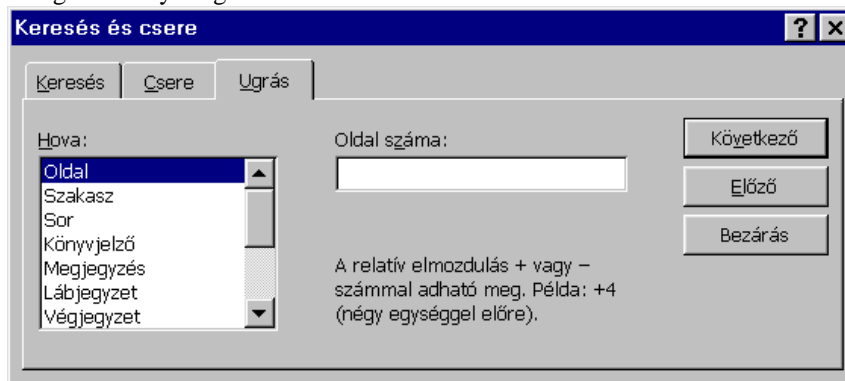 Keresés és csere
Keresés Csere Ugrás
Hova:
Oldal
Szakasz
Sor
Könyvjelző
Megjegyzés
Lábjegyzet
Végjegyzet
Oldal száma:
A relatív elmozdulás + vagy –
számmal adható meg. Példa: +4
(négy egységgel előre).
Következő
Előző
Bezárás